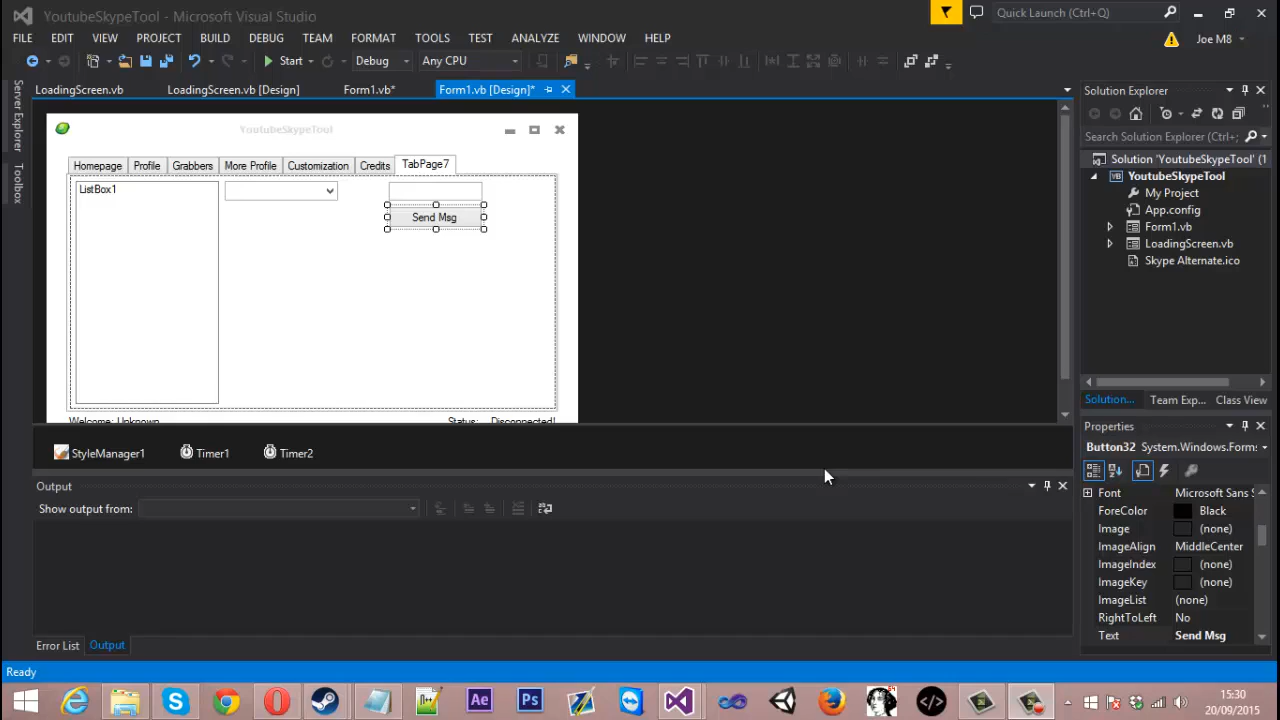 YoutubeSkypeTool - Microsoft Visual Studio
Quick Launch (Ctrl+Q)
FILE EDIT VIEW PROJECT BUILD DEBUG TEAM FORMAT TOOLS TEST ANALYZE WINDOW HELP
Joe M8
Start Debug Any CPU
Server Explorer
Toolbox
LoadingScreen.vb LoadingScreen.vb [Design] Form1.vb* Form1.vb [Design]*
YoutubeSkypeTool
Homepage Profile Grabbers More Profile Customization Credits TabPage7
ListBox1
Send Msg
Welcome: Unknown Status: Disconnected!
StyleManager1 Timer1 Timer2
Output
Show output from:
Error List Output
Solution Explorer
Search Solution Explorer (Ctrl+;)
Solution 'YoutubeSkypeTool' (1
YoutubeSkypeTool
My Project
App.config
Form1.vb
LoadingScreen.vb
Skype Alternate.ico
Solution... Team Exp... Class View
Properties
Button32 System.Windows.Forms
Font Microsoft Sans S
ForeColor Black
Image (none)
ImageAlign MiddleCenter
ImageIndex (none)
ImageKey (none)
ImageList (none)
RightToLeft No
Text Send Msg
Ready
Ae Ps
15:30
20/09/2015